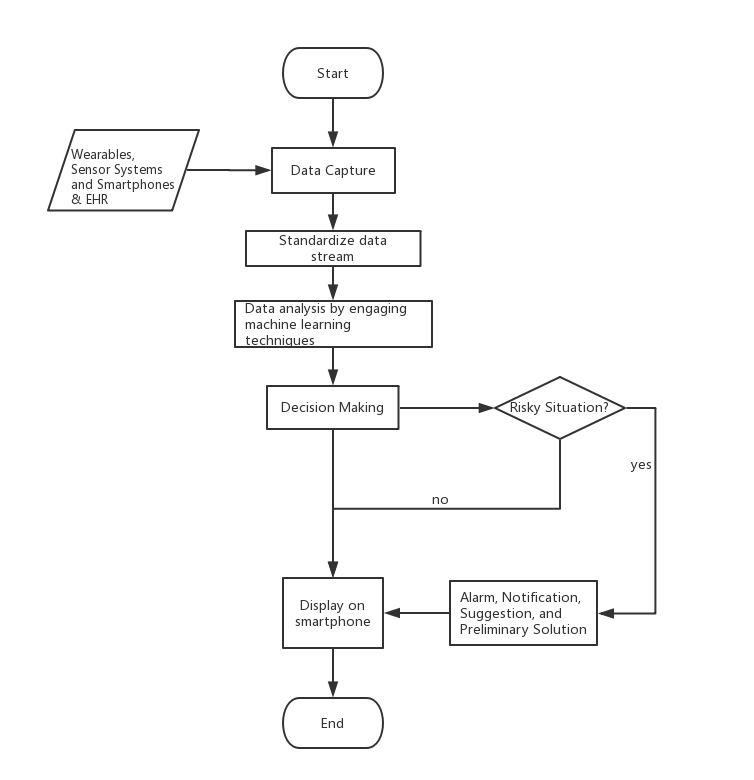 Start
Wearables,
Sensor Systems
and Smartphones
& EHR
Data Capture
Standardize data
stream
Data analysis by engaging
machine learning
techniques
Decision Making
Risky Situation?
yes
no
Display on
smartphone
Alarm, Notification,
Suggestion, and
Preliminary Solution
End